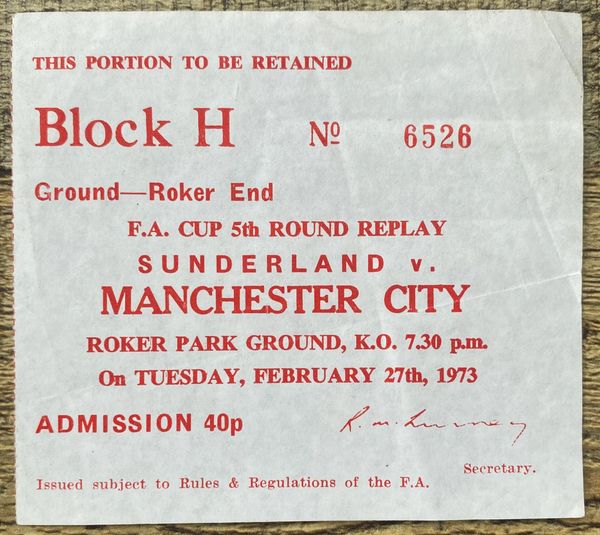 THIS PORTION TO BE RETAINED
Block H Nº 6526
Ground—Roker End
F.A. CUP 5th ROUND REPLAY
SUNDERLAND v.
MANCHESTER CITY
ROKER PARK GROUND, K.O. 7.30 p.m.
On TUESDAY, FEBRUARY 27th, 1973
ADMISSION 40p
Secretary.
Issued subject to Rules & Regulations of the F.A.